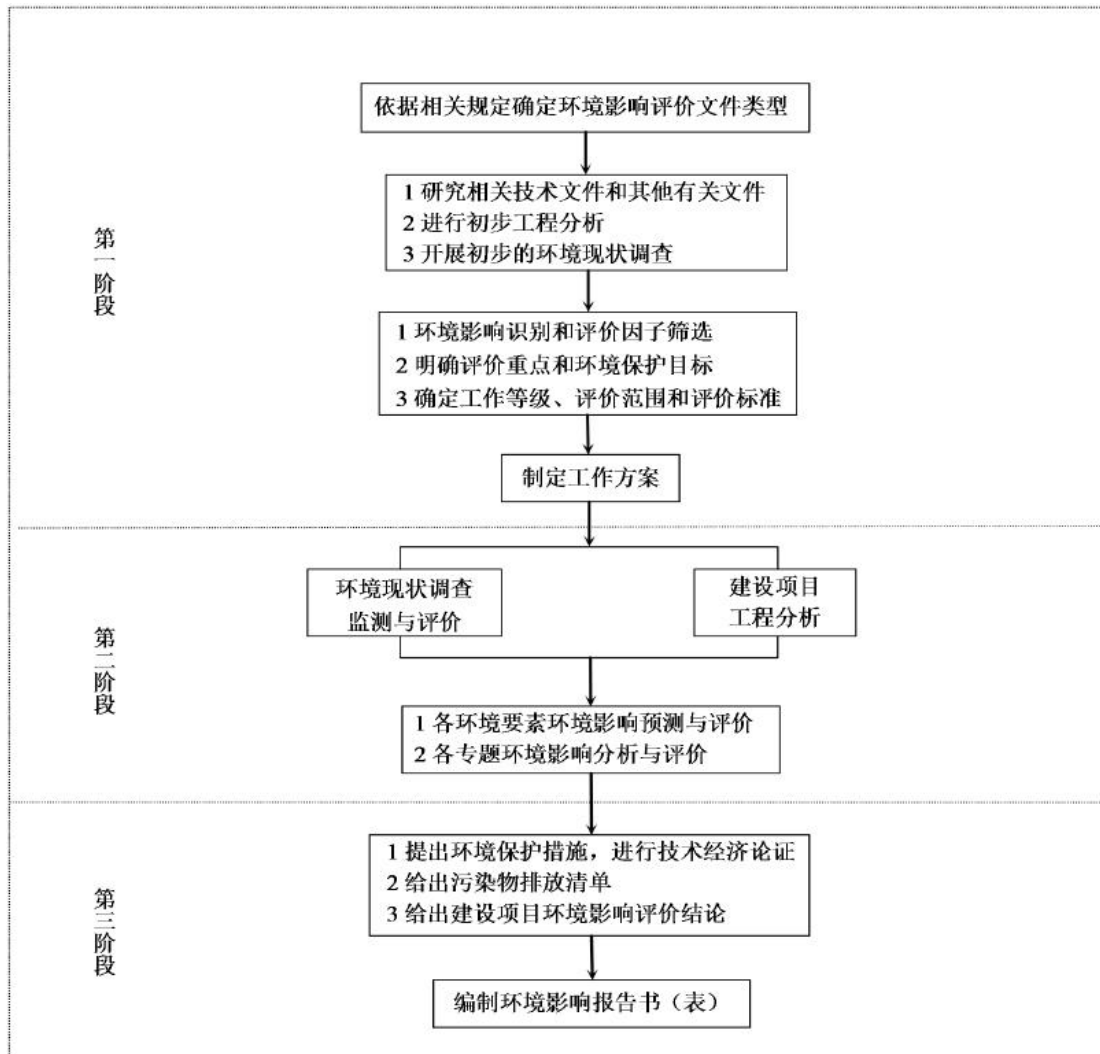 依据相关规定确定环境影响评价文件类型
第一阶段
1 研究相关技术文件和其他有关文件
2 进行初步工程分析
3 开展初步的环境现状调查
1 环境影响识别和评价因子筛选
2 明确评价重点和环境保护目标
3 确定工作等级、评价范围和评价标准
制定工作方案
第二阶段
环境现状调查
监测与评价
建设项目
工程分析
1 各环境要素环境影响预测与评价
2 各专题环境影响分析与评价
第三阶段
1 提出环境保护措施，进行技术经济论证
2 给出污染物排放清单
3 给出建设项目环境影响评价结论
编制环境影响报告书（表）